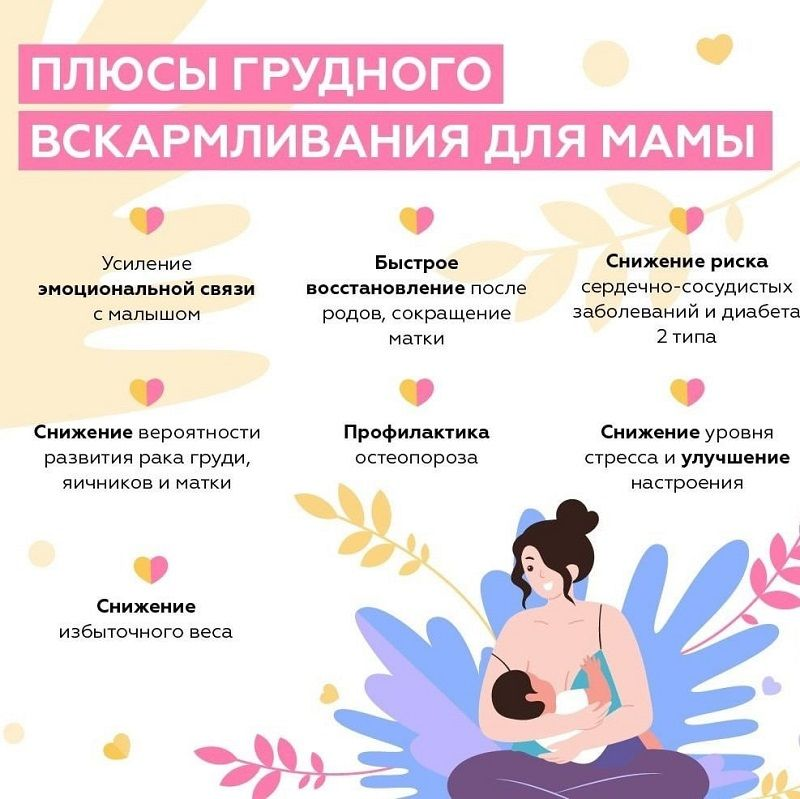 ПЛЮСЫ ГРУДНОГО
ВСКАРМЛИВАНИЯ ДЛЯ МАМЫ
Усиление
эмоциональной связи
с малышом
Быстрое
восстановление после
родов, сокращение
матки
Снижение риска
сердечно-сосудистых
заболеваний и диабета
2 типа
Снижение вероятности
развития рака груди,
яичников и матки
Профилактика
остеопороза
Снижение уровня
стресса и улучшение
настроения
Снижение
избыточного веса